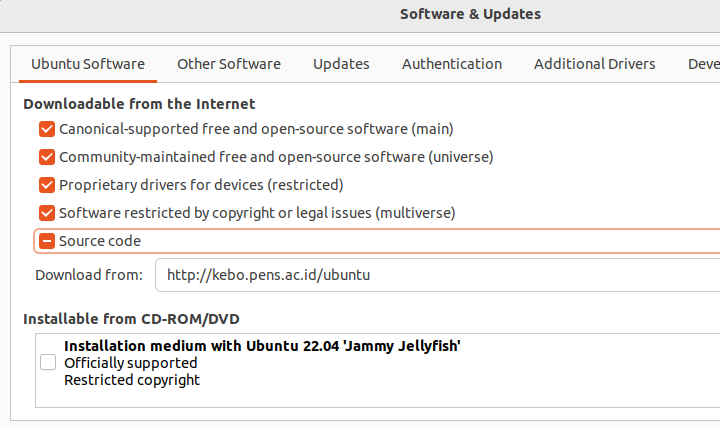 Software & Updates
Ubuntu Software
Other Software
Updates
Authentication
Additional Drivers
Deve
Downloadable from the Internet
Canonical-supported free and open-source software (main)
Community-maintained free and open-source software (universe)
Proprietary drivers for devices (restricted)
Software restricted by copyright or legal issues (multiverse)
Source code
Download from: http://kebo.pens.ac.id/ubuntu
Installable from CD-ROM/DVD
Installation medium with Ubuntu 22.04 'Jammy Jellyfish'
Officially supported
Restricted copyright